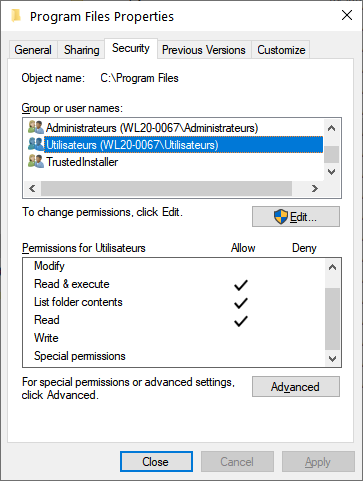 Program Files Properties
General Sharing Security Previous Versions Customize
Object name: C:\Program Files
Group or user names:
Administrateurs (WL20-0067\Administrateurs)
Utilisateurs (WL20-0067\Utilisateurs)
TrustedInstaller
To change permissions, click Edit.
Edit...
Permissions for Utilisateurs Allow Deny
Modify
Read & execute
List folder contents
Read
Write
Special permissions
For special permissions or advanced settings,
click Advanced.
Advanced
Close Cancel Apply